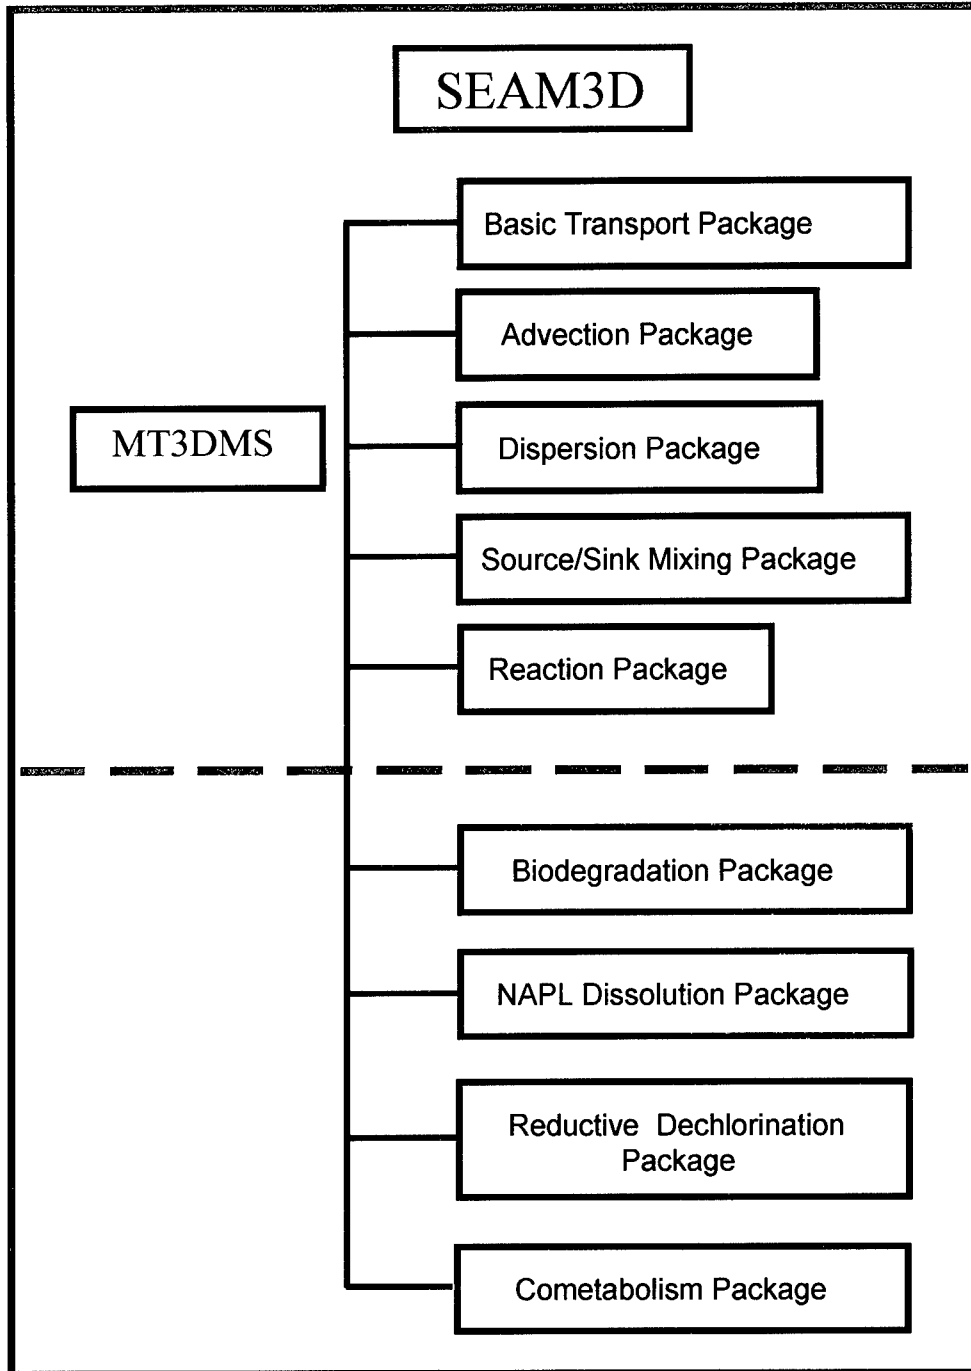 SEAM3D
Basic Transport Package
Advection Package
MT3DMS
Dispersion Package
Source/Sink Mixing Package
Reaction Package
Biodegradation Package
NAPL Dissolution Package
Reductive Dechlorination
Package
Cometabolism Package